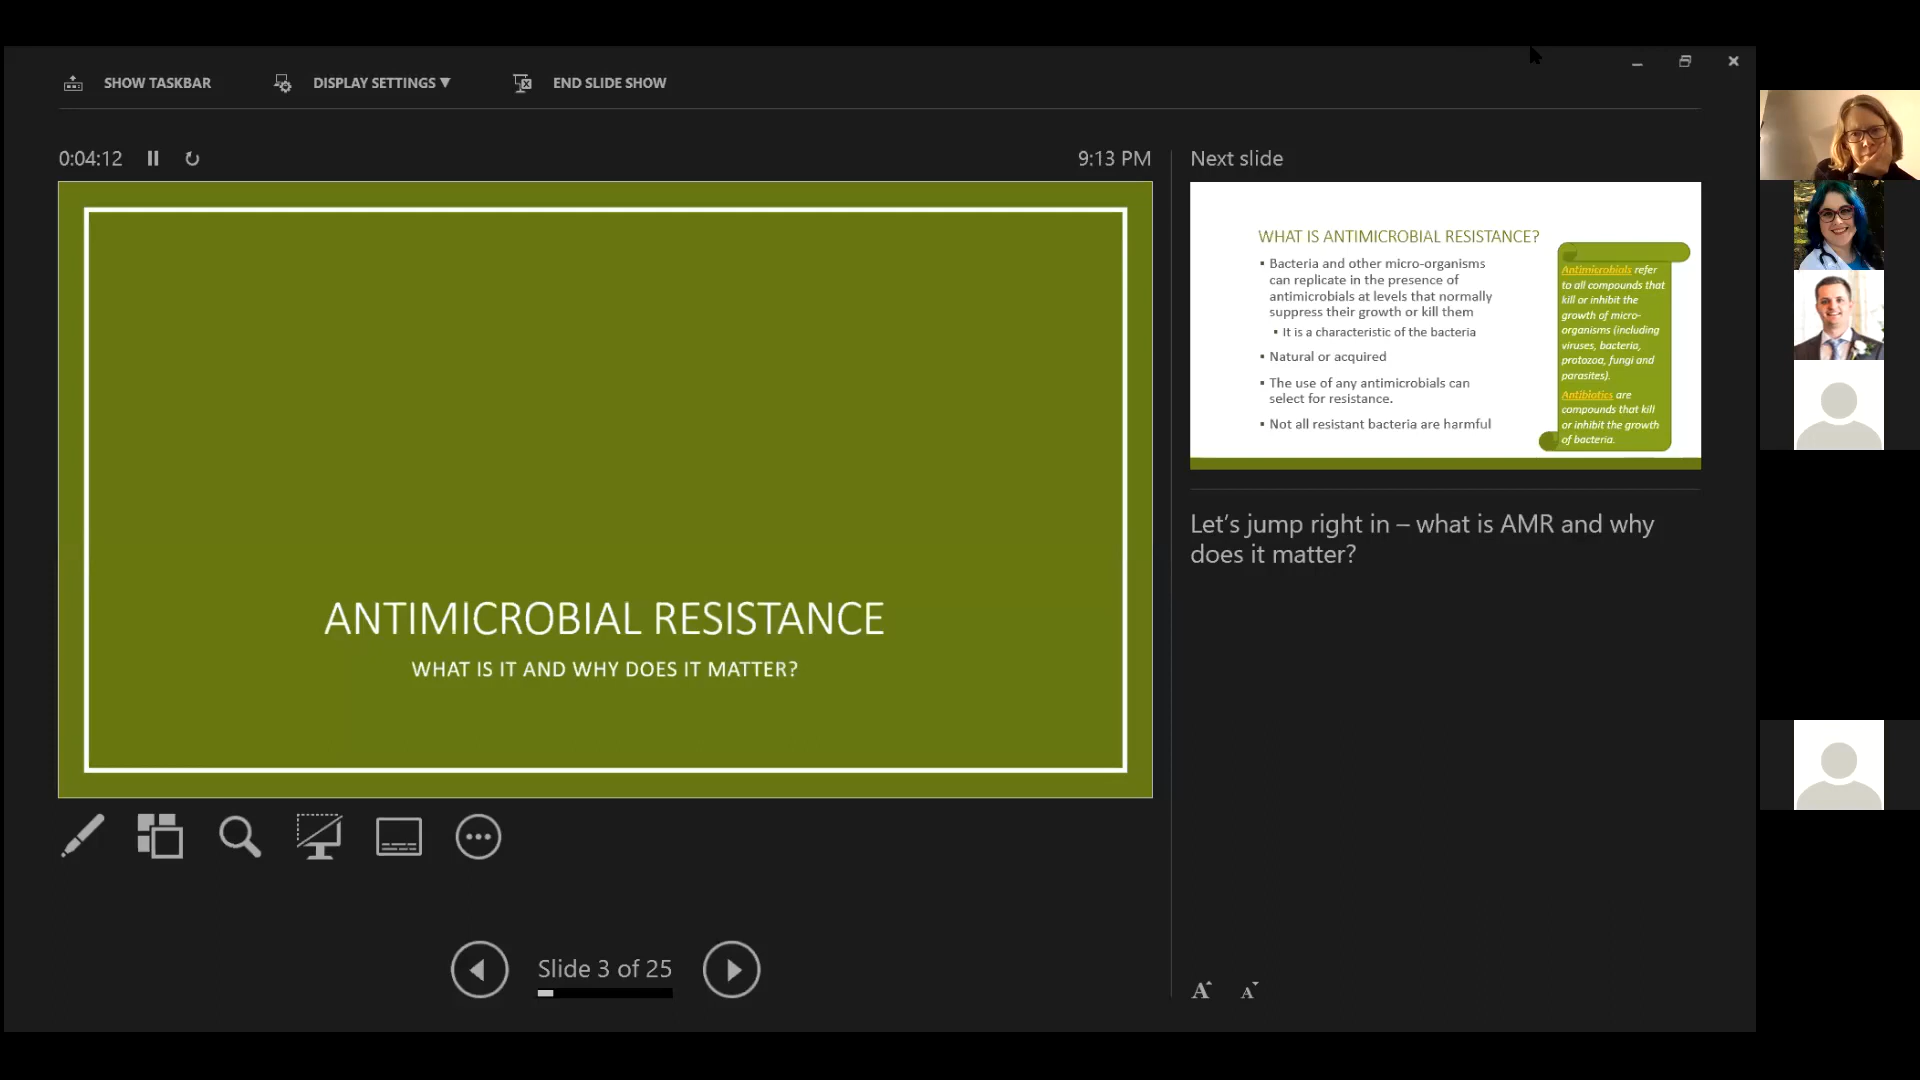 SHOW TASKBAR
DISPLAY SETTINGS ▼
END SLIDE SHOW
0:04:12
9:13 PM
Next slide
ANTIMICROBIAL RESISTANCE
WHAT IS IT AND WHY DOES IT MATTER?
WHAT IS ANTIMICROBIAL RESISTANCE?
▪ Bacteria and other micro-organisms
can replicate in the presence of
antimicrobials at levels that normally
suppress their growth or kill them
▪ It is a characteristic of the bacteria
▪ Natural or acquired
▪ The use of any antimicrobials can
select for resistance.
▪ Not all resistant bacteria are harmful
Antimicrobials refer
to all compounds that
kill or inhibit the
growth of micro-
organisms (including
viruses, bacteria,
protozoa, fungi and
parasites).
Antibiotics are
compounds that kill
or inhibit the growth
of bacteria.
Let's jump right in – what is AMR and why
does it matter?
Slide 3 of 25
A A